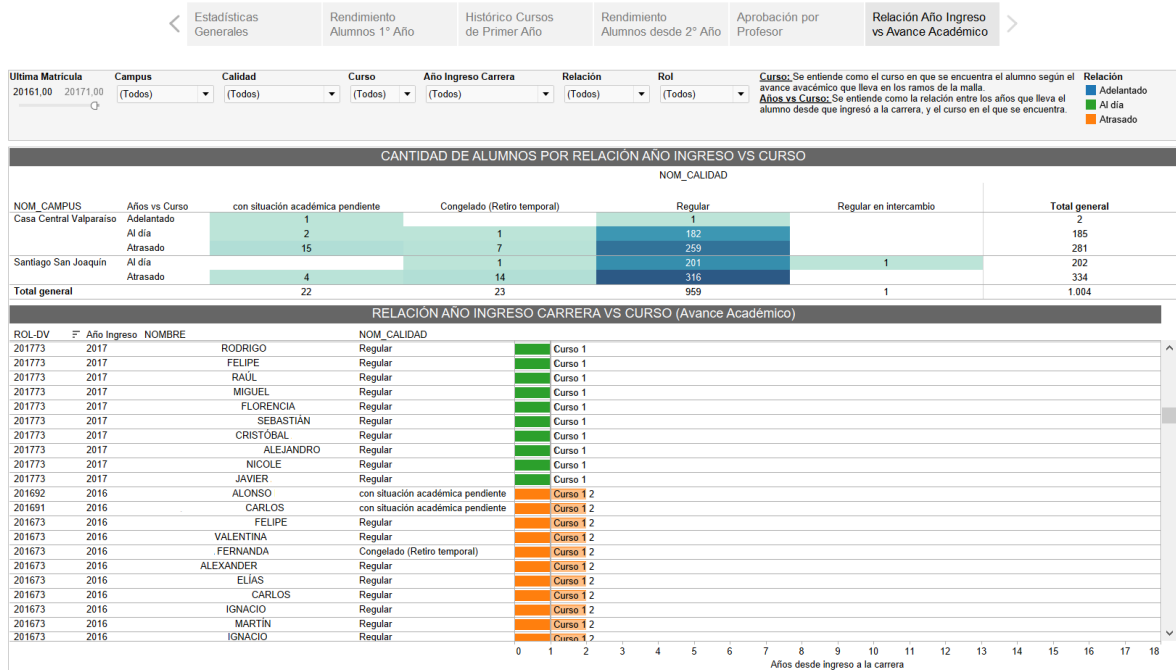 Estadísticas Generales
Rendimiento Alumnos 1° Año
Histórico Cursos de Primer Año
Rendimiento Alumnos desde 2° Año
Aprobación por Profesor
Relación Año Ingreso vs Avance Académico
Ultima Matrícula Campus Calidad Curso Año Ingreso Carrera Relación Rol
20161,00 20171,00 (Todos) (Todos) (Todos) (Todos) (Todos) (Todos)
Curso: Se entiende como el curso en que se encuentra el alumno según el
avance avacémico que lleva en los ramos de la malla.
Años vs Curso: Se entiende como la relación entre los años que lleva el
alumno desde que ingresó a la carrera, y el curso en el que se encuentra.
Relación
Adelantado
Al día
Atrasado
CANTIDAD DE ALUMNOS POR RELACIÓN AÑO INGRESO VS CURSO
NOM_CALIDAD
NOM_CAMPUS Años vs Curso con situación académica pendiente Congelado (Retiro temporal) Regular Regular en intercambio Total general
Casa Central Valparaíso Adelantado 1 1 2
Al día 2 1 182 185
Atrasado 15 7 259 281
Santiago San Joaquín Al día 1 201 1 202
Atrasado 4 14 316 334
Total general 22 23 959 1 1.004
RELACIÓN AÑO INGRESO CARRERA VS CURSO (Avance Académico)
ROL-DV Año Ingreso NOMBRE NOM_CALIDAD
201773 2017 RODRIGO Regular Curso 1
201773 2017 FELIPE Regular Curso 1
201773 2017 RAÚL Regular Curso 1
201773 2017 MIGUEL Regular Curso 1
201773 2017 FLORENCIA Regular Curso 1
201773 2017 SEBASTIÁN Regular Curso 1
201773 2017 CRISTÓBAL Regular Curso 1
201773 2017 ALEJANDRO Regular Curso 1
201773 2017 NICOLE Regular Curso 1
201773 2017 JAVIER Regular Curso 1
201692 2016 ALONSO con situación académica pendiente Curso 1 2
201691 2016 CARLOS con situación académica pendiente Curso 1 2
201673 2016 FELIPE Regular Curso 1 2
201673 2016 VALENTINA Regular Curso 1 2
201673 2016 FERNANDA Congelado (Retiro temporal) Curso 1 2
201673 2016 ALEXANDER Regular Curso 1 2
201673 2016 ELÍAS Regular Curso 1 2
201673 2016 CARLOS Regular Curso 1 2
201673 2016 IGNACIO Regular Curso 1 2
201673 2016 MARTÍN Regular Curso 1 2
201673 2016 IGNACIO Regular Curso 1 2
0 1 2 3 4 5 6 7 8 9 10 11 12 13 14 15 16 17 18
Años desde ingreso a la carrera